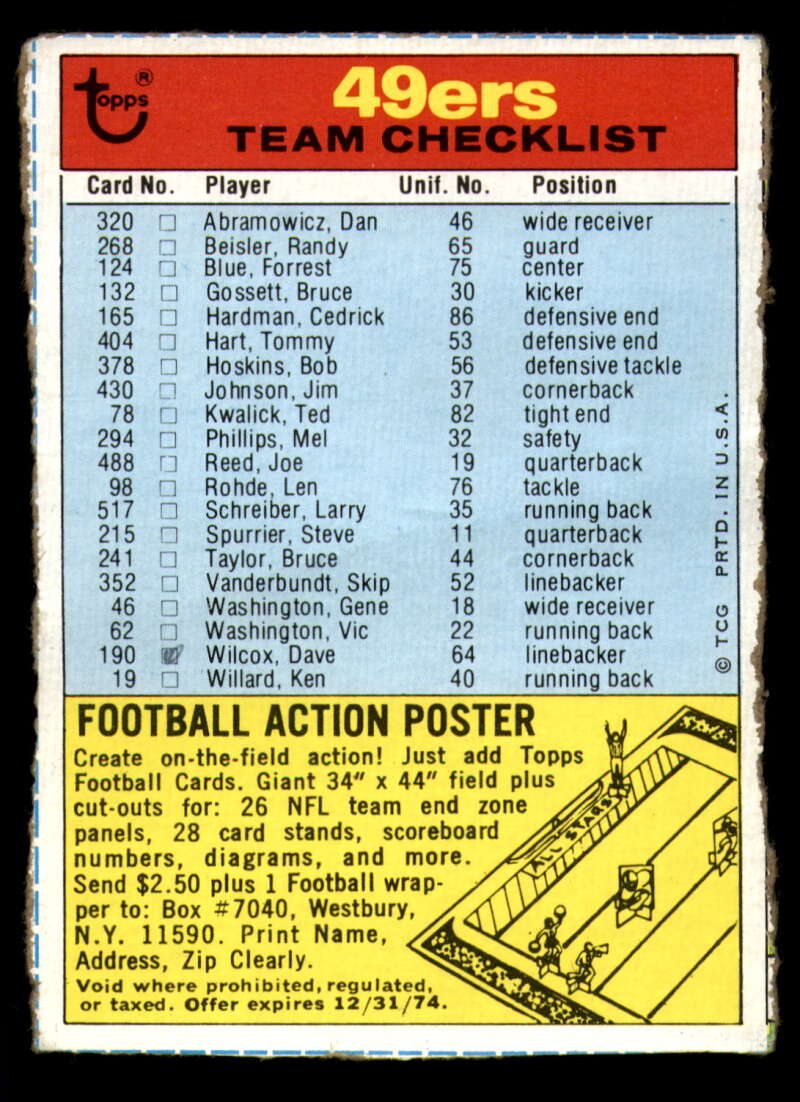 topps ®
49ers
TEAM CHECKLIST
Card No. Player Unif. No. Position
320 Abramowicz, Dan 46 wide receiver
268 Beisler, Randy 65 guard
124 Blue, Forrest 75 center
132 Gossett, Bruce 30 kicker
165 Hardman, Cedrick 86 defensive end
404 Hart, Tommy 53 defensive end
378 Hoskins, Bob 56 defensive tackle
430 Johnson, Jim 37 cornerback
78 Kwalick, Ted 82 tight end
294 Phillips, Mel 32 safety
488 Reed, Joe 19 quarterback
98 Rohde, Len 76 tackle
517 Schreiber, Larry 35 running back
215 Spurrier, Steve 11 quarterback
241 Taylor, Bruce 44 cornerback
352 Vanderbundt, Skip 52 linebacker
46 Washington, Gene 18 wide receiver
62 Washington, Vic 22 running back
190 Wilcox, Dave 64 linebacker
19 Willard, Ken 40 running back
© TCG PRTD. IN U.S.A.
FOOTBALL ACTION POSTER
Create on-the-field action! Just add Topps
Football Cards. Giant 34" x 44" field plus
cut-outs for: 26 NFL team end zone
panels, 28 card stands, scoreboard
numbers, diagrams, and more.
Send $2.50 plus 1 Football wrap-
per to: Box #7040, Westbury,
N.Y. 11590. Print Name,
Address, Zip Clearly.
Void where prohibited, regulated,
or taxed. Offer expires 12/31/74.
ALL STARS